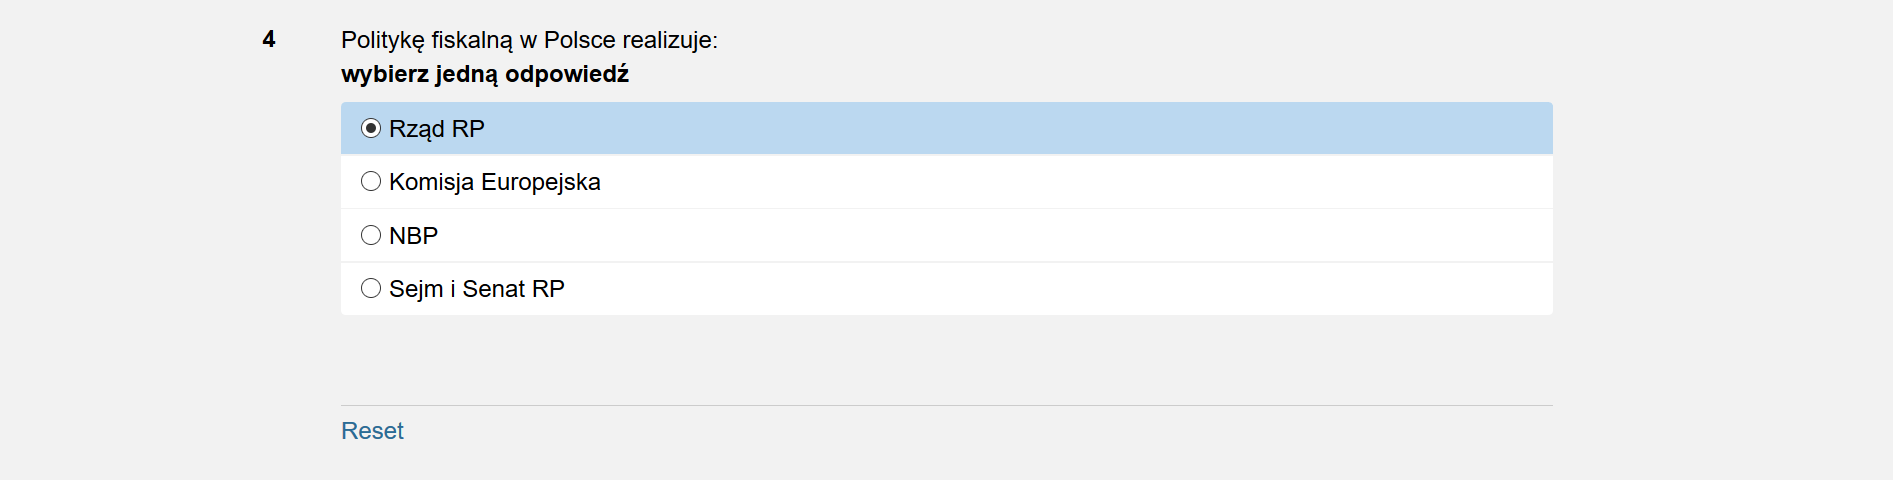 4
Politykę fiskalną w Polsce realizuje:
wybierz jedną odpowiedź
Rząd RP
Komisja Europejska
NBP
Sejm i Senat RP
Reset